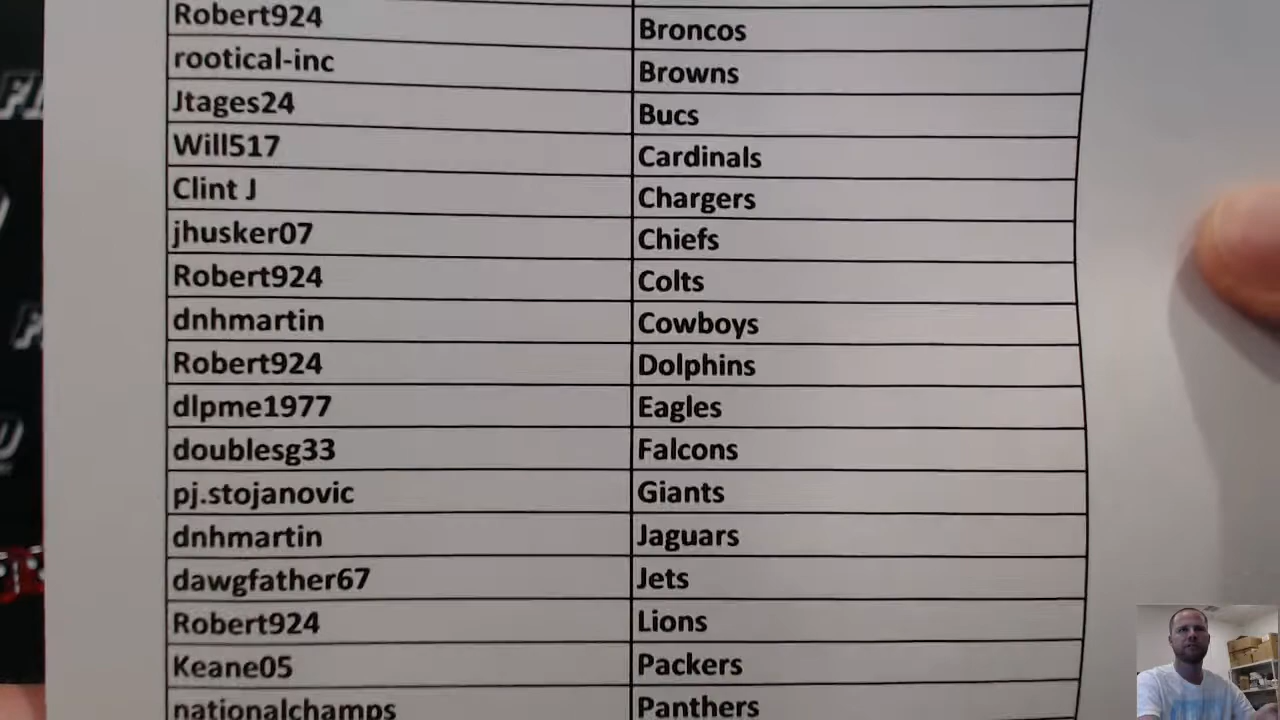 Robert924 Broncos
rootical-inc Browns
Jtages24 Bucs
Will517 Cardinals
Clint J Chargers
jhusker07 Chiefs
Robert924 Colts
dnhmartin Cowboys
Robert924 Dolphins
dlpme1977 Eagles
doublesg33 Falcons
pj.stojanovic Giants
dnhmartin Jaguars
dawgfather67 Jets
Robert924 Lions
Keane05 Packers
nationalchamps Panthers